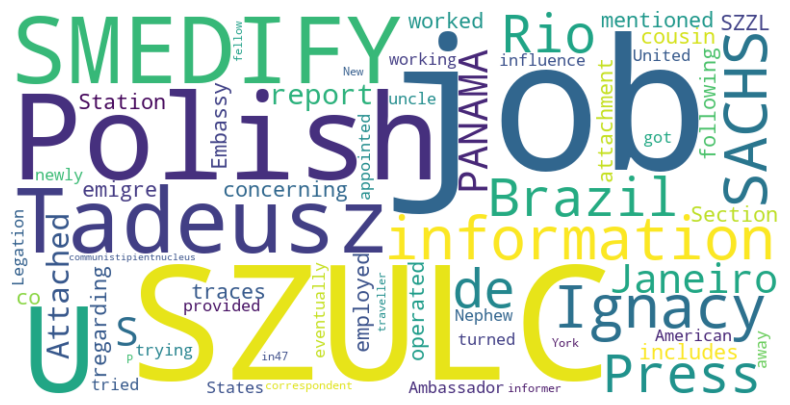 SMEDIFY
fellow
worked
Rio
mentioned
SZZL
cousin
New
working
influence
United
job
Station
report
uncle
PANAMA
SACHS
Polish
Embassy
appointed
attachment
got
following
newly
emigre
concerning
Brazil
Section
Tadeusz
information
Legation
Attached
communistipientnucleus
SZULC
de
Janeiro
co
regarding
traces
eventually
employed
operated
Ignacy
U
S
provided
traveller
Nephew
American
trying
turned
includes
away
P
in47
York
tried
States
correspondent
Ambassador
informer
Press